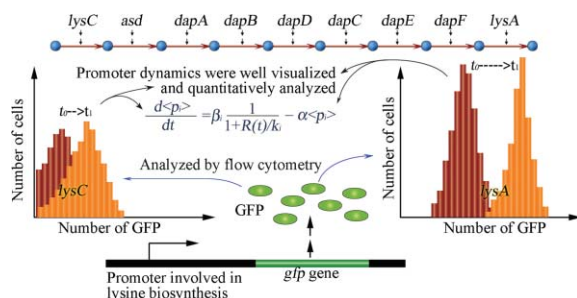 lysC asd dapA dapB dapD dapC dapE dapF lysA
Promoter dynamics were well visualized
and quantitatively analyzed
t₀-->t₁
t₀----->t₁
d<pᵢ>/dt = βᵢ 1/(1+R(t)/kᵢ) − α<pᵢ>
Number of cells
Number of cells
Analyzed by flow cytometry
lysC
lysA
GFP
Number of GFP
Number of GFP
gfp gene
Promoter involved in
lysine biosynthesis